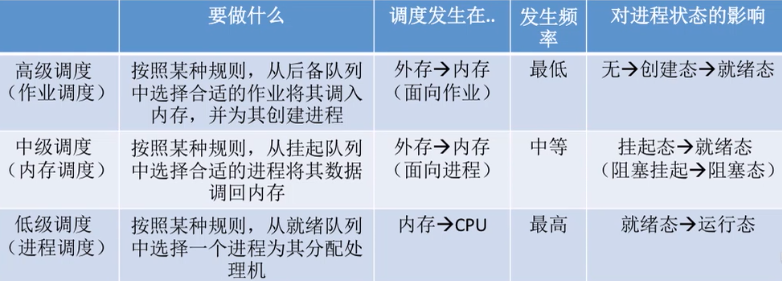 要做什么
调度发生在..
发生频
率
对进程状态的影响
高级调度
（作业调度）
按照某种规则，从后备队列
中选择合适的作业将其调入
内存，并为其创建进程
外存→内存
（面向作业）
最低
无→创建态→就绪态
中级调度
（内存调度）
按照某种规则，从挂起队列
中选择合适的进程将其数据
调回内存
外存→内存
（面向进程）
中等
挂起态→就绪态
（阻塞挂起→阻塞态）
低级调度
（进程调度）
按照某种规则，从就绪队列
中选择一个进程为其分配处
理机
内存→CPU
最高
就绪态→运行态